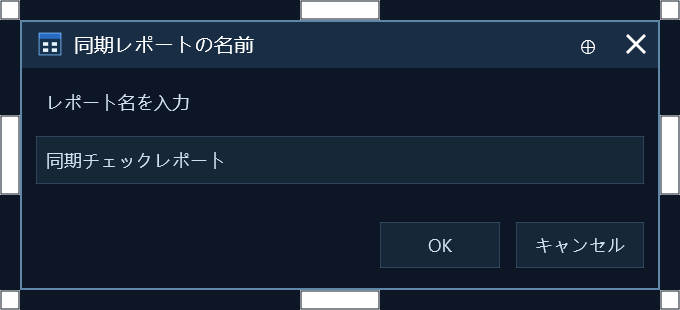 同期レポートの名前
レポート名を入力
同期チェックレポート
OK
キャンセル